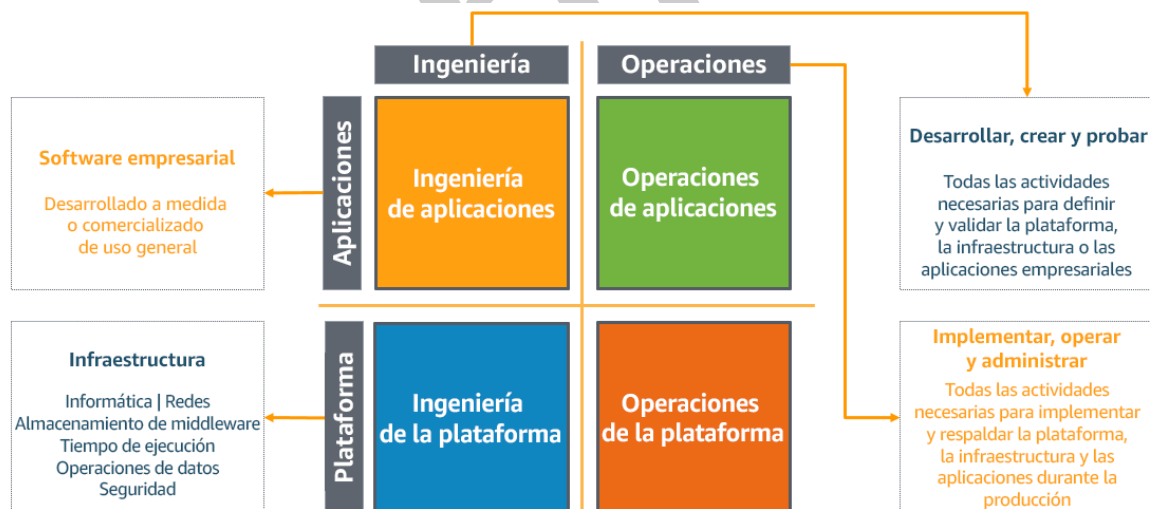 Ingeniería
Operaciones
Aplicaciones
Plataforma
Software empresarial
Desarrollado a medida
o comercializado
de uso general
Ingeniería
de aplicaciones
Operaciones
de aplicaciones
Desarrollar, crear y probar
Todas las actividades
necesarias para definir
y validar la plataforma,
la infraestructura o las
aplicaciones empresariales
Infraestructura
Informática | Redes
Almacenamiento de middleware
Tiempo de ejecución
Operaciones de datos
Seguridad
Ingeniería
de la plataforma
Operaciones
de la plataforma
Implementar, operar
y administrar
Todas las actividades
necesarias para implementar
y respaldar la plataforma,
la infraestructura y las
aplicaciones durante la
producción